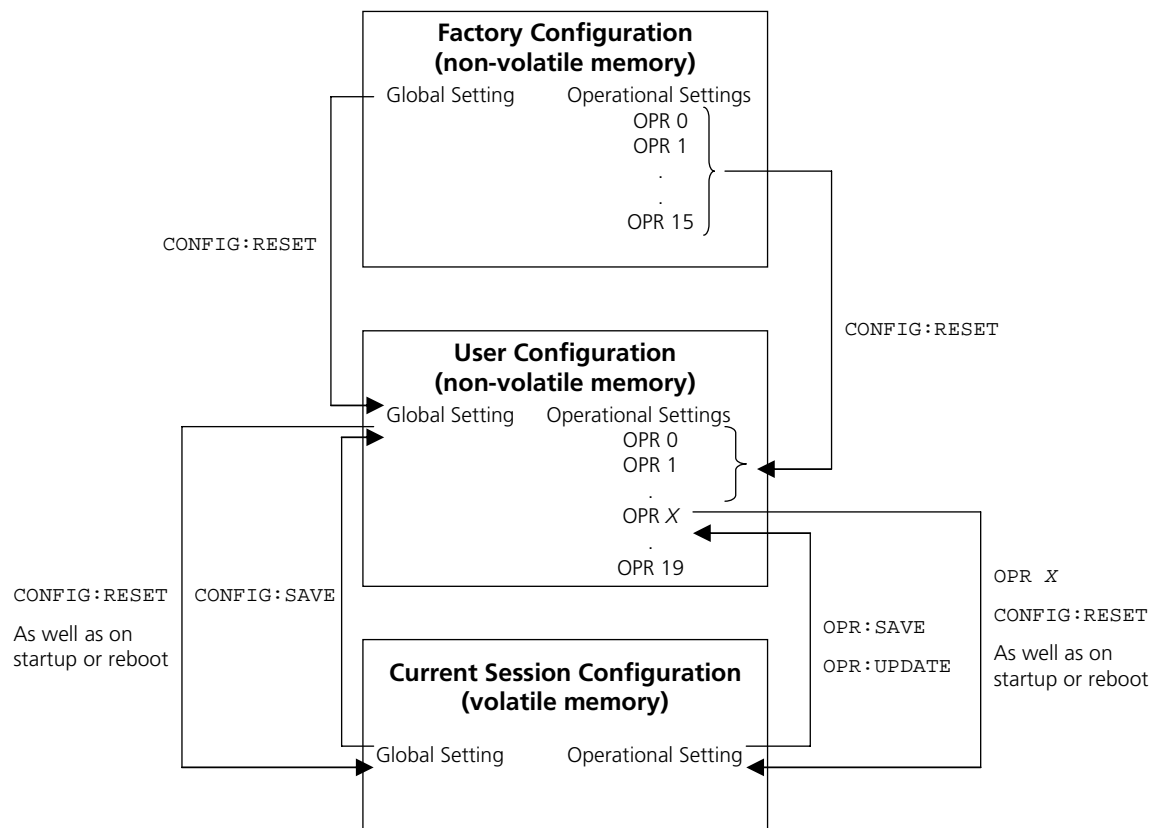 Factory Configuration
(non-volatile memory)
Global Setting Operational Settings
OPR 0
OPR 1
.
.
OPR 15
CONFIG:RESET
CONFIG:RESET
User Configuration
(non-volatile memory)
Global Setting Operational Settings
OPR 0
OPR 1
.
OPR X
.
OPR 19
CONFIG:RESET
As well as on
startup or reboot
CONFIG:SAVE
OPR:SAVE
OPR:UPDATE
OPR X
CONFIG:RESET
As well as on
startup or reboot
Current Session Configuration
(volatile memory)
Global Setting Operational Setting